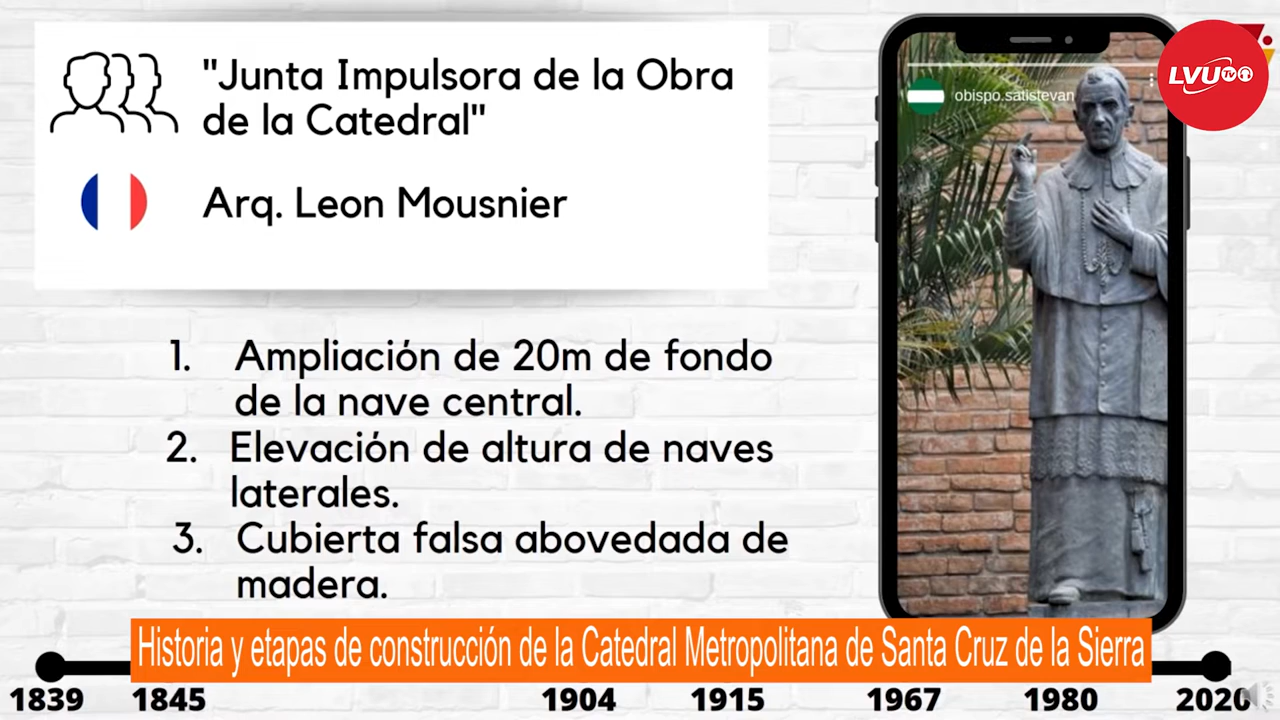 "Junta Impulsora de la Obra
de la Catedral"
Arq. Leon Mousnier
obispo.satistevan
LVU TV
1. Ampliación de 20m de fondo
de la nave central.
2. Elevación de altura de naves
laterales.
3. Cubierta falsa abovedada de
madera.
Historia y etapas de construcción de la Catedral Metropolitana de Santa Cruz de la Sierra
1839 1845 1904 1915 1967 1980 2020